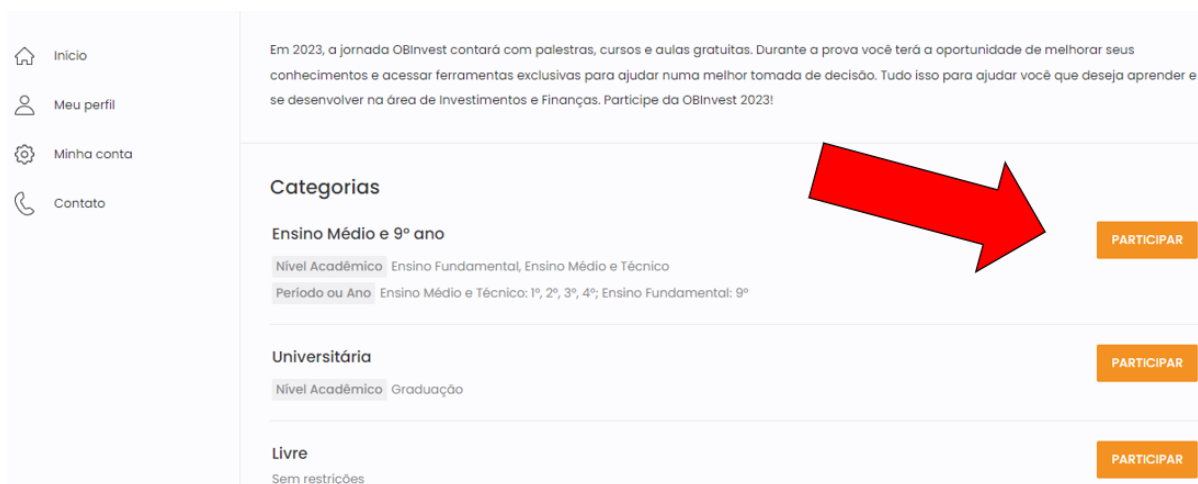 Início
Meu perfil
Minha conta
Contato
Em 2023, a jornada OBInvest contará com palestras, cursos e aulas gratuitas. Durante a prova você terá a oportunidade de melhorar seus
conhecimentos e acessar ferramentas exclusivas para ajudar numa melhor tomada de decisão. Tudo isso para ajudar você que deseja aprender e
se desenvolver na área de Investimentos e Finanças. Participe da OBInvest 2023!
Categorias
Ensino Médio e 9º ano
Nível Acadêmico Ensino Fundamental, Ensino Médio e Técnico
Período ou Ano Ensino Médio e Técnico: 1º, 2º, 3º, 4º; Ensino Fundamental: 9º
PARTICIPAR
Universitária
Nível Acadêmico Graduação
PARTICIPAR
Livre
Sem restrições
PARTICIPAR